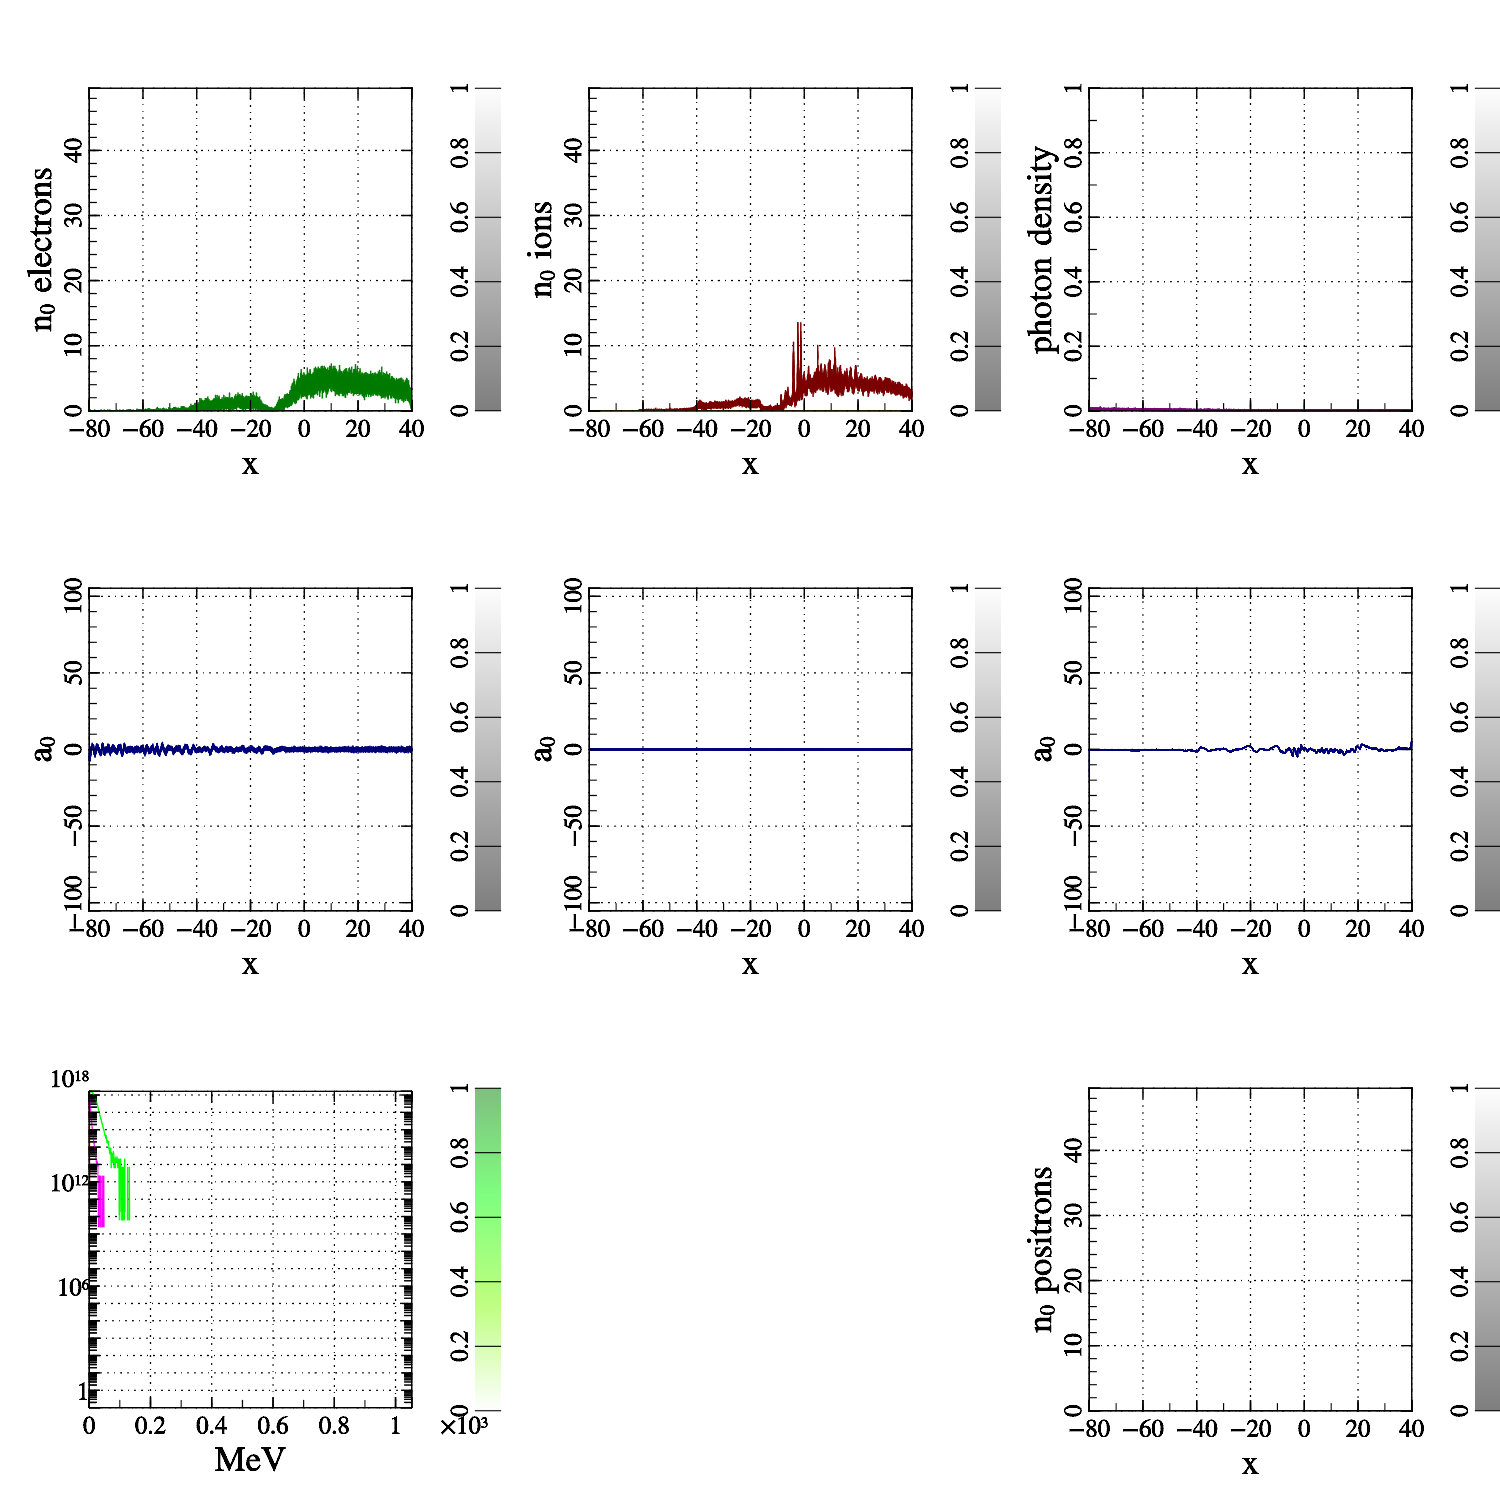 n₀ electrons
0 10 20 30 40
−80 −60 −40 −20 0 20 40
x
0 0.2 0.4 0.6 0.8 1
n₀ ions
0 10 20 30 40
−80 −60 −40 −20 0 20 40
x
0 0.2 0.4 0.6 0.8 1
photon density
0 0.2 0.4 0.6 0.8 1
−80 −60 −40 −20 0 20 40
x
0 0.2 0.4 0.6 0.8 1
a₀
−100 −50 0 50 100
−80 −60 −40 −20 0 20 40
x
0 0.2 0.4 0.6 0.8 1
a₀
−100 −50 0 50 100
−80 −60 −40 −20 0 20 40
x
0 0.2 0.4 0.6 0.8 1
a₀
−100 −50 0 50 100
−80 −60 −40 −20 0 20 40
x
0 0.2 0.4 0.6 0.8 1
10¹⁸
10¹²
10⁶
1
0 0.2 0.4 0.6 0.8 1 ×10³
MeV
0 0.2 0.4 0.6 0.8 1
n₀ positrons
0 10 20 30 40
−80 −60 −40 −20 0 20 40
x
0 0.2 0.4 0.6 0.8 1